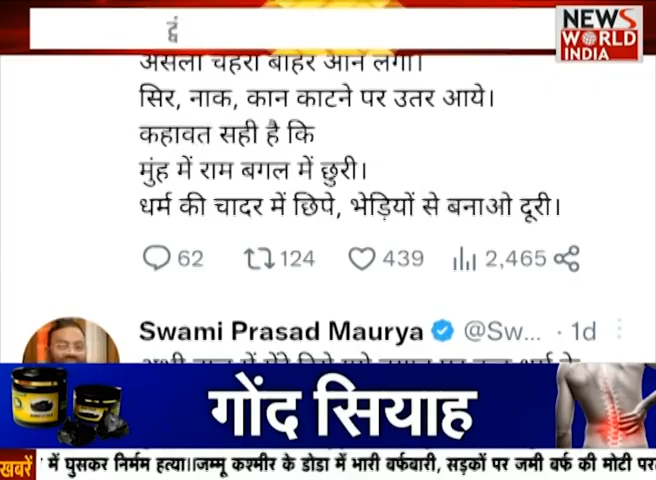 NEWS
WORLD
INDIA
असली चेहरा बाहर आने लगा।
सिर, नाक, कान काटने पर उतर आये।
कहावत सही है कि
मुंह में राम बगल में छुरी।
धर्म की चादर में छिपे, भेड़ियों से बनाओ दूरी।
62 124 439 2,465
Swami Prasad Maurya @Sw... · 1d
गोंद सियाह
खबरें में घुसकर निर्मम हत्या।।जम्मू कश्मीर के डोडा में भारी बर्फबारी, सड़कों पर जमी बर्फ की मोटी